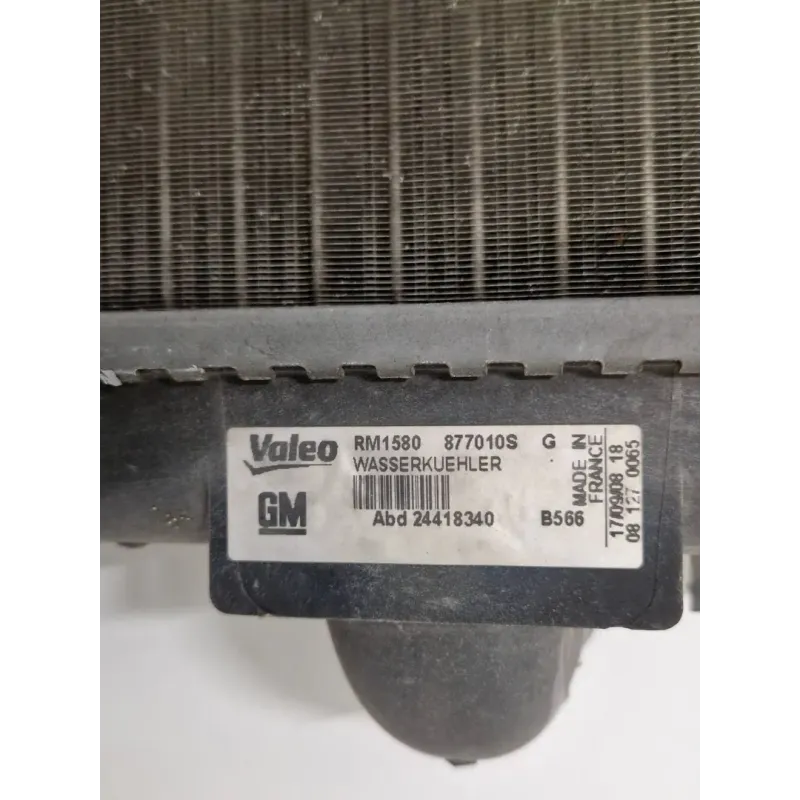 Valeo RM1580 877010S G
WASSERKUEHLER
GM
Abd 24418340 B566
MADE IN
FRANCE
17/09/08 18
08 127 0065